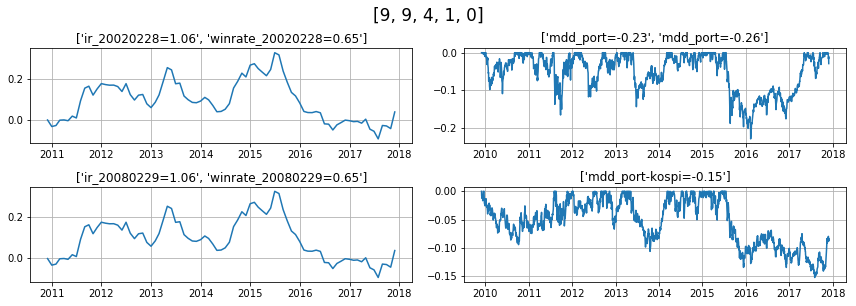 [9, 9, 4, 1, 0]
['ir_20020228=1.06', 'winrate_20020228=0.65']
0.2
0.0
2011 2012 2013 2014 2015 2016 2017 2018
['mdd_port=-0.23', 'mdd_port=-0.26']
0.0
−0.1
−0.2
2010 2011 2012 2013 2014 2015 2016 2017 2018
['ir_20080229=1.06', 'winrate_20080229=0.65']
0.2
0.0
2011 2012 2013 2014 2015 2016 2017 2018
['mdd_port-kospi=-0.15']
0.00
−0.05
−0.10
−0.15
2010 2011 2012 2013 2014 2015 2016 2017 2018